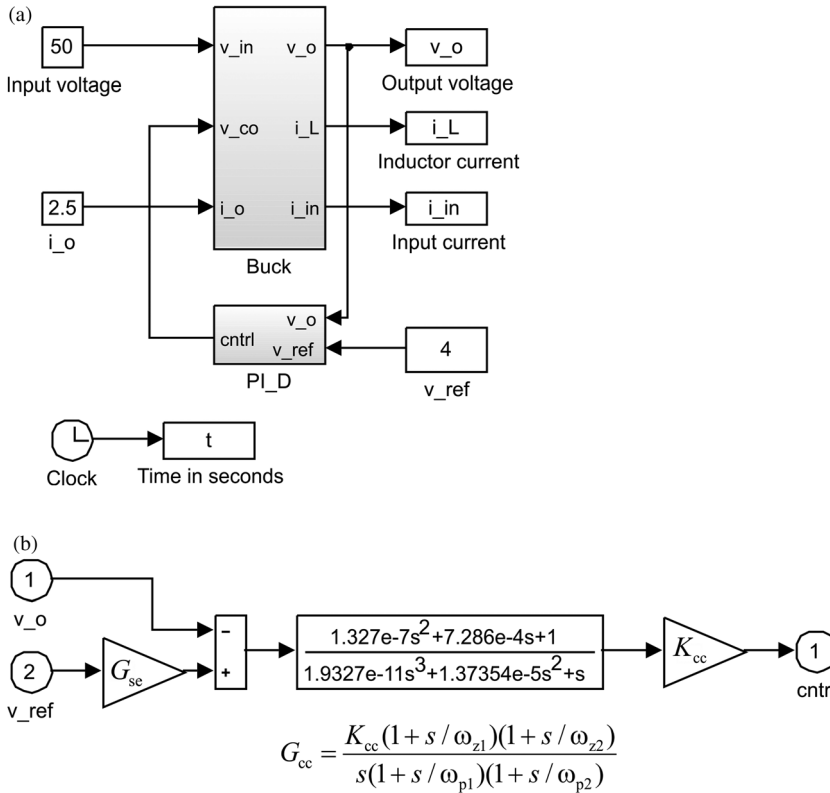 (a)
50
Input voltage
v_in
v_o
v_o
Output voltage
v_co
i_L
i_L
Inductor current
2.5
i_o
i_o
i_in
i_in
Input current
Buck
cntrl
v_o
v_ref
PI_D
4
v_ref
t
Clock
Time in seconds
(b)
1
v_o
2
v_ref
G_se
−
+
1.327e-7s^2+7.286e-4s+1
1.9327e-11s^3+1.37354e-5s^2+s
K_cc
1
cntrl
G_cc = K_cc(1 + s / ω_z1)(1 + s / ω_z2) / s(1 + s / ω_p1)(1 + s / ω_p2)